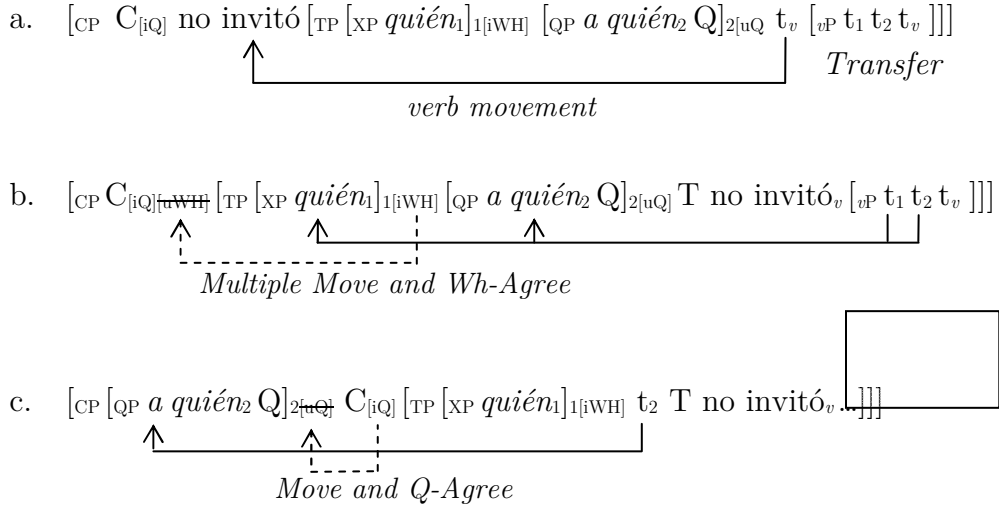 a. [CP C[iQ] no invitó [TP [XP quién1]1[iWH] [QP a quién2 Q]2[uQ tv [vP t1 t2 tv ]]]
Transfer
verb movement
b. [CP C[iQ][uWH] [TP [XP quién1]1[iWH] [QP a quién2 Q]2[uQ] T no invitóv [vP t1 t2 tv ]]]
Multiple Move and Wh-Agree
c. [CP [QP a quién2 Q]2[uQ] C[iQ] [TP [XP quién1]1[iWH] t2 T no invitóv…]]]
Move and Q-Agree